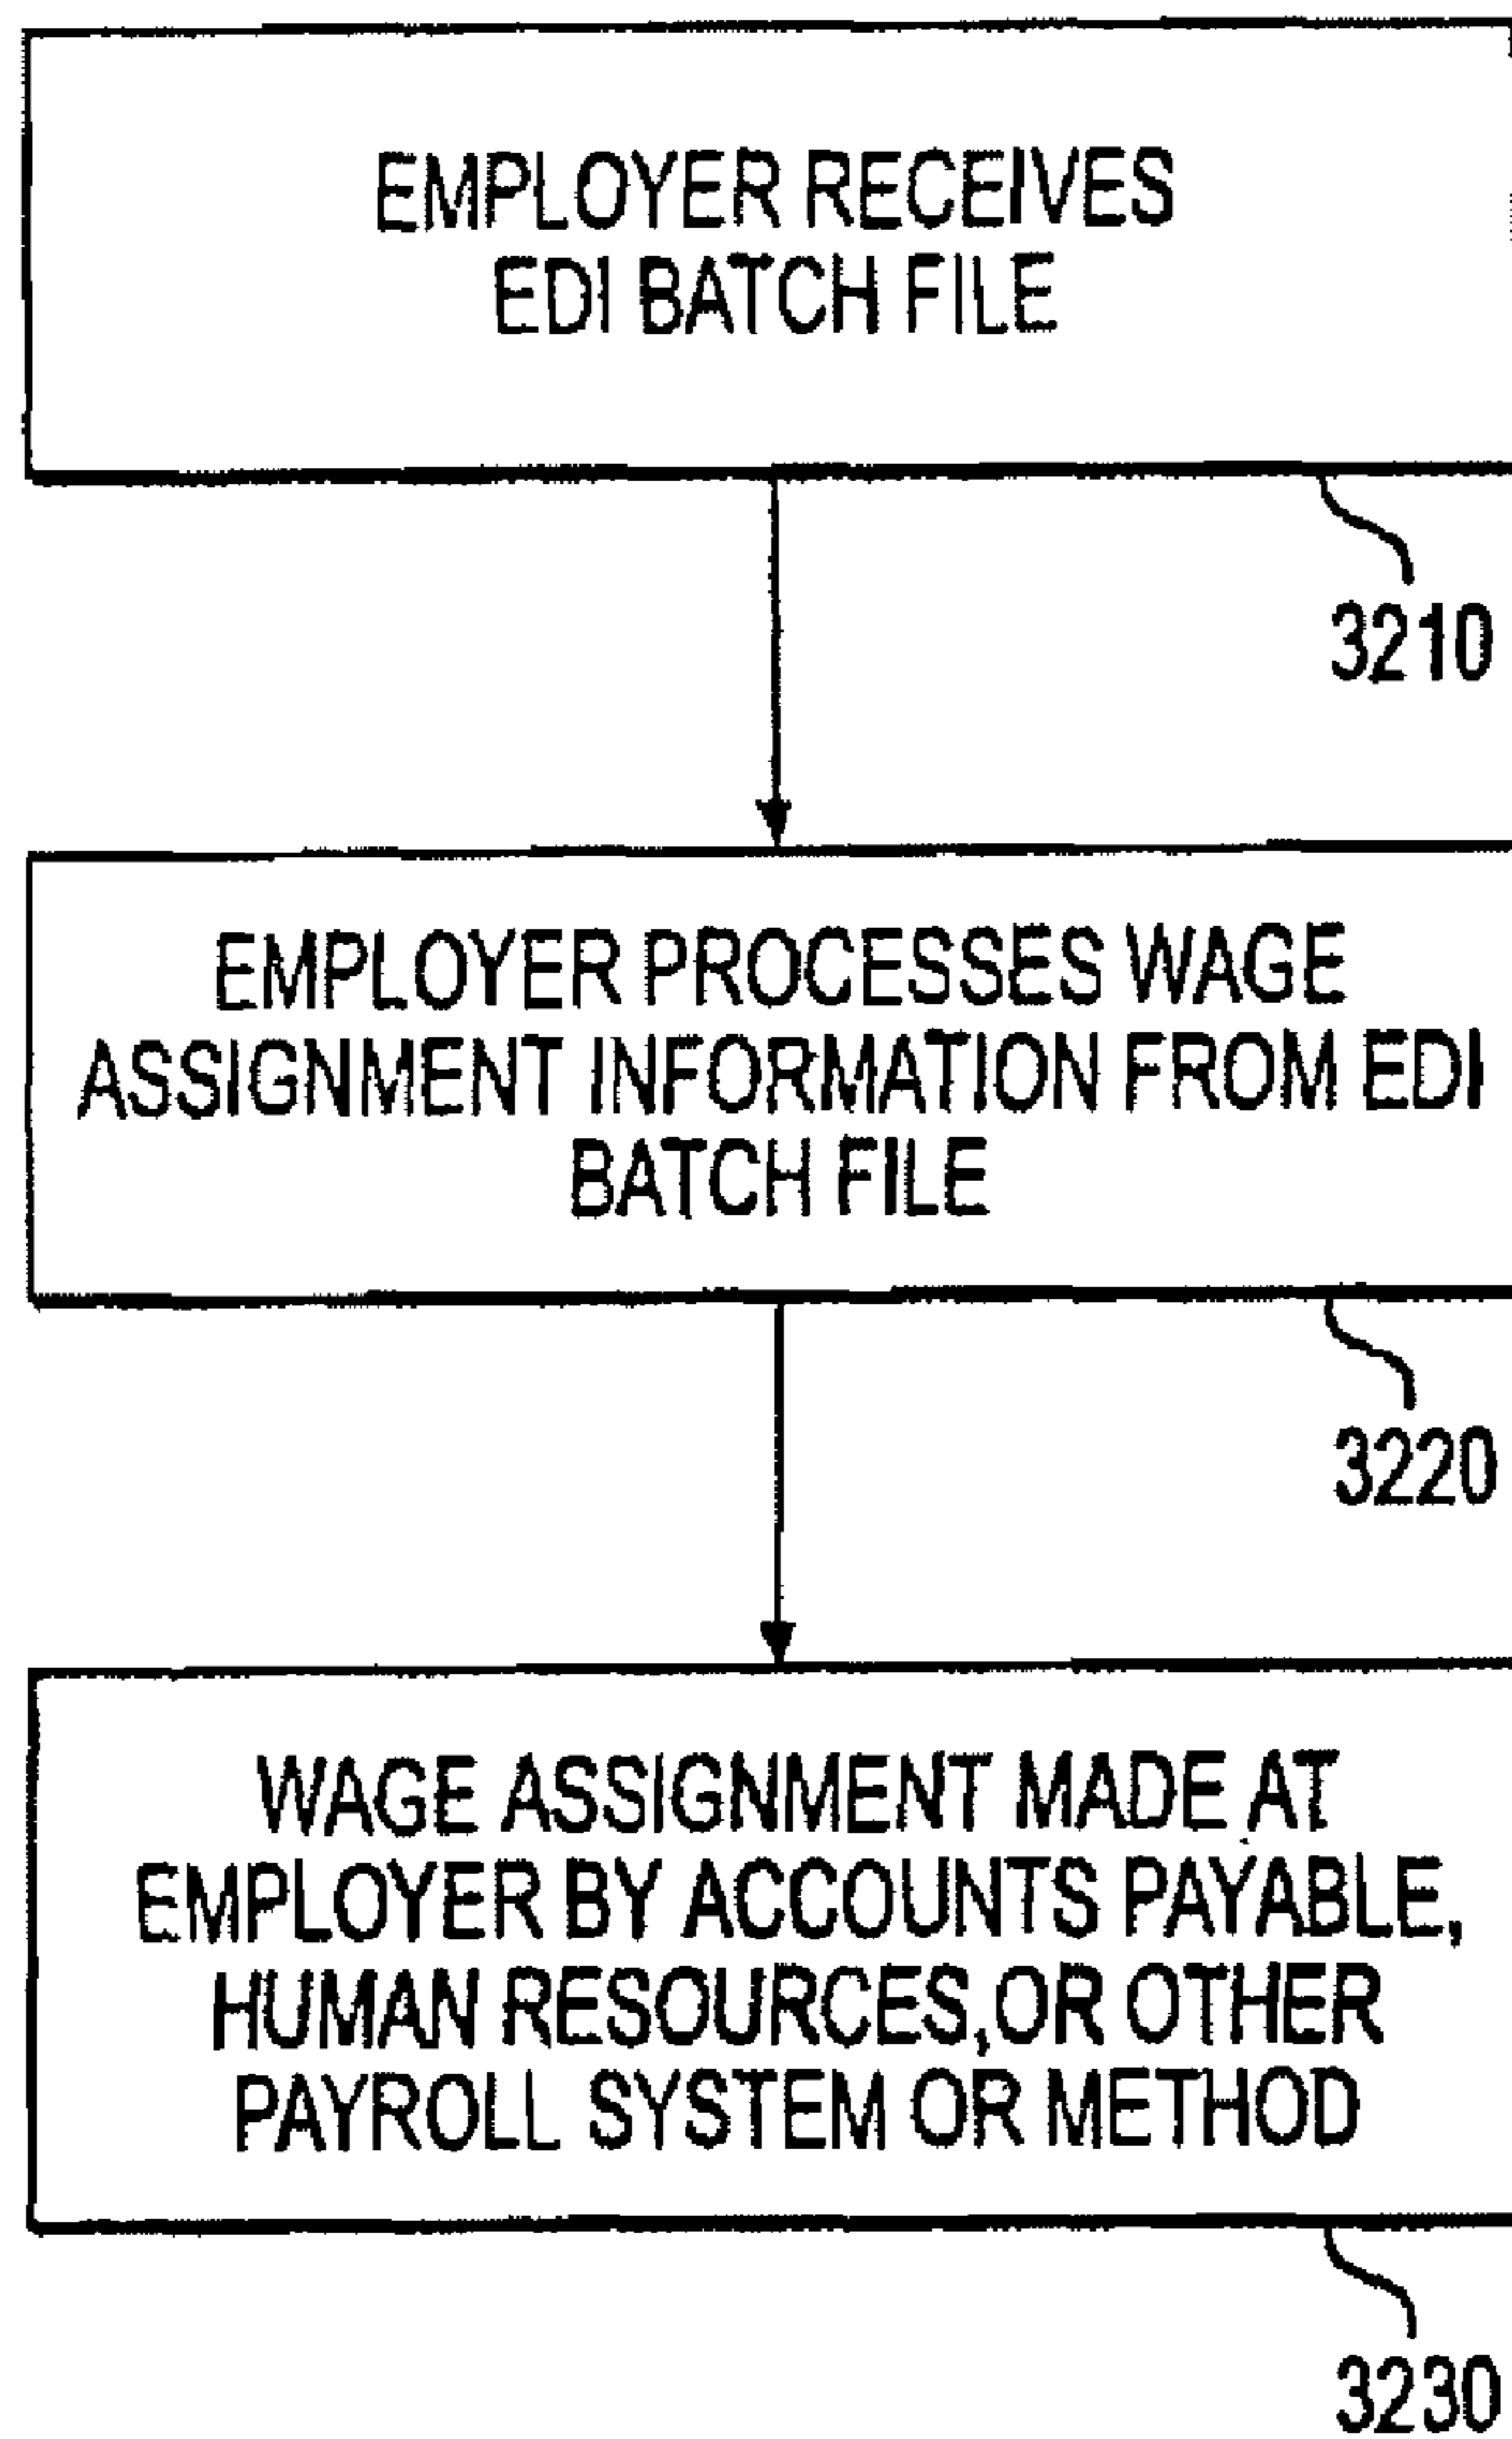 EMPLOYER RECEIVES
EDI BATCH FILE
3210
EMPLOYER PROCESSES WAGE
ASSIGNMENT INFORMATION FROM EDI
BATCH FILE
3220
WAGE ASSIGNMENT MADE AT
EMPLOYER BY ACCOUNTS PAYABLE,
HUMAN RESOURCES,OR OTHER
PAYROLL SYSTEM OR METHOD
3230